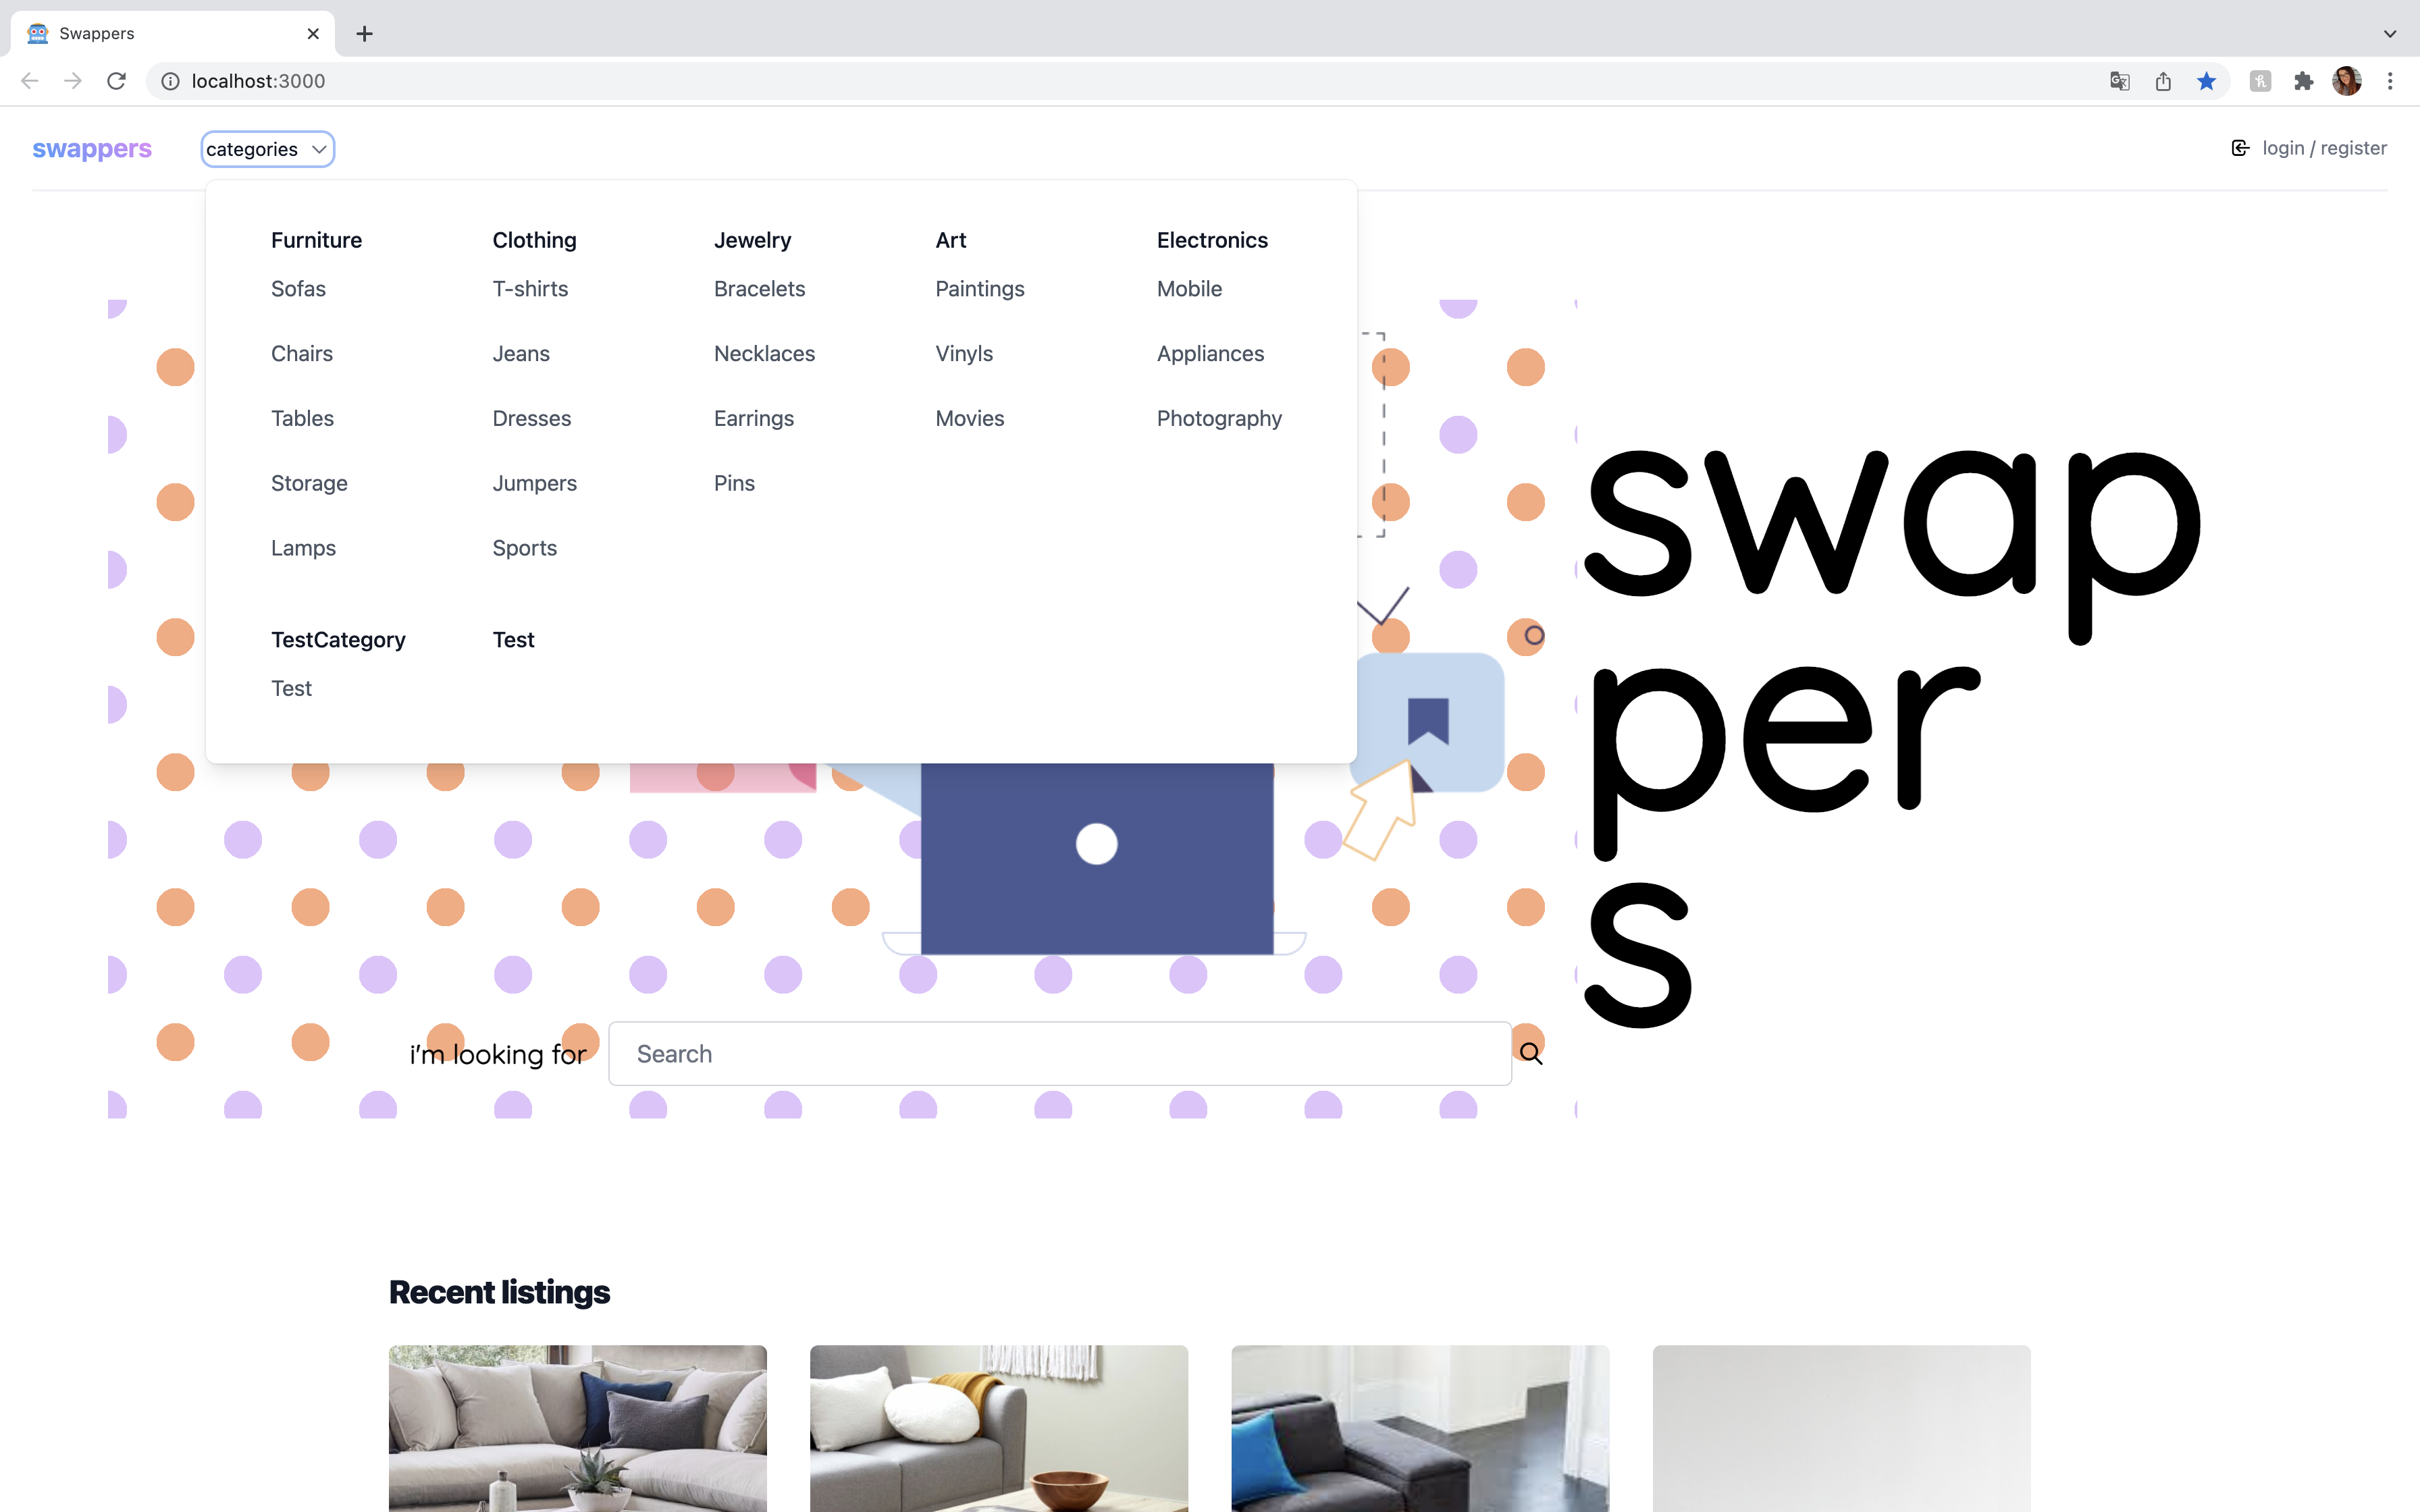 Swappers
localhost:3000
swappers
categories
login / register
Furniture
Sofas
Chairs
Tables
Storage
Lamps
Clothing
T-shirts
Jeans
Dresses
Jumpers
Sports
Jewelry
Bracelets
Necklaces
Earrings
Pins
Art
Paintings
Vinyls
Movies
Electronics
Mobile
Appliances
Photography
TestCategory
Test
Test
swap
per
s
i'm looking for
Search
Recent listings